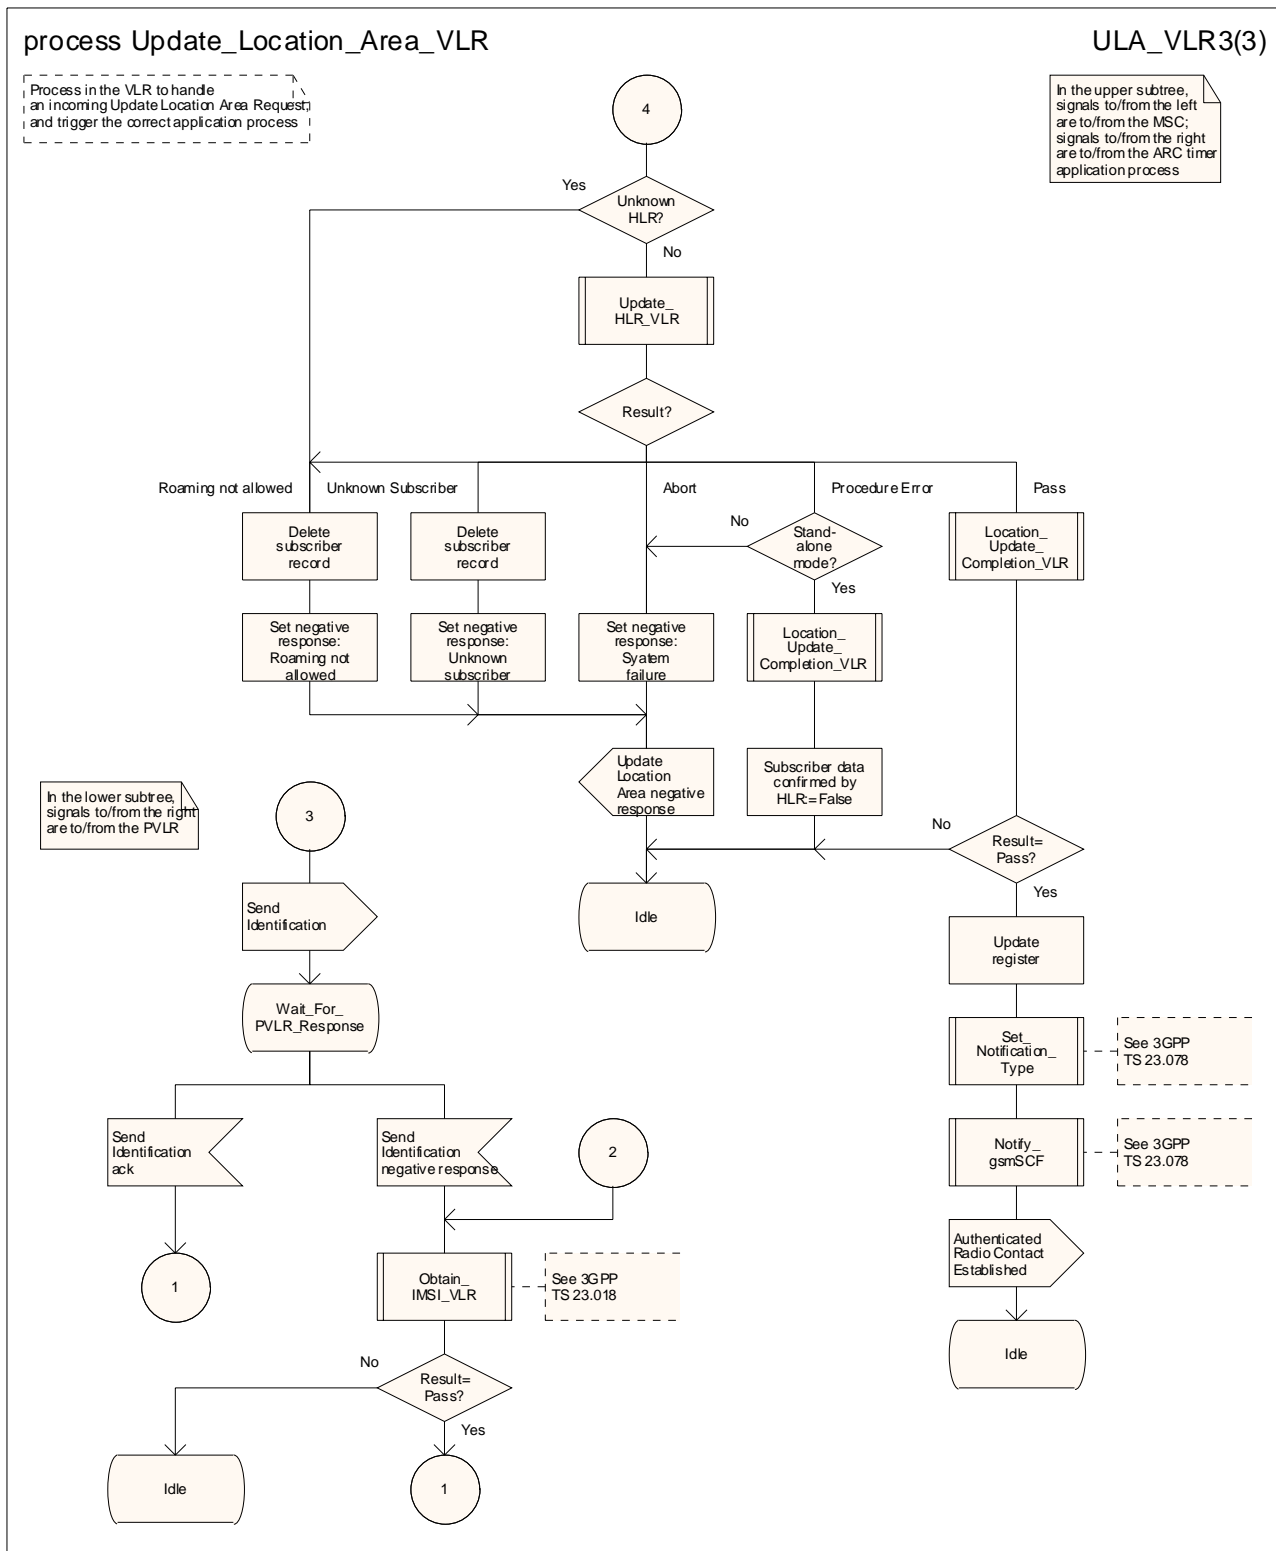 process Update_Location_Area_VLR
ULA_VLR3(3)
Process in the VLR to handle
an incoming Update Location Area Request,
and trigger the correct application process
In the upper subtree,
signals to/from the left
are to/from the MSC;
signals to/from the right
are to/from the ARC timer
application process
4
Yes
Unknown
HLR?
No
Update_
HLR_VLR
Result?
Roaming not allowed
Unknown Subscriber
Abort
Procedure Error
Pass
Delete
subscriber
record
Delete
subscriber
record
No
Stand-
alone
mode?
Yes
Location_
Update_
Completion_VLR
Set negative
response:
Roaming not
allowed
Set negative
response:
Unknown
subscriber
Set negative
response:
Syatem
failure
Location_
Update_
Completion_VLR
Update
Location
Area negative
response
Subscriber data
confirmed by
HLR:=False
In the lower subtree,
signals to/from the right
are to/from the PVLR
3
No
Result=
Pass?
Yes
Send
Identification
Idle
Update
register
Wait_For_
PVLR_Response
Set_
Notification_
Type
See 3GPP
TS 23.078
Send
Identification
ack
Send
Identification
negative response
2
Notify_
gsmSCF
See 3GPP
TS 23.078
Authenticated
Radio Contact
Established
1
Obtain_
IMSI_VLR
See 3GPP
TS 23.018
Idle
No
Result=
Pass?
Yes
Idle
1